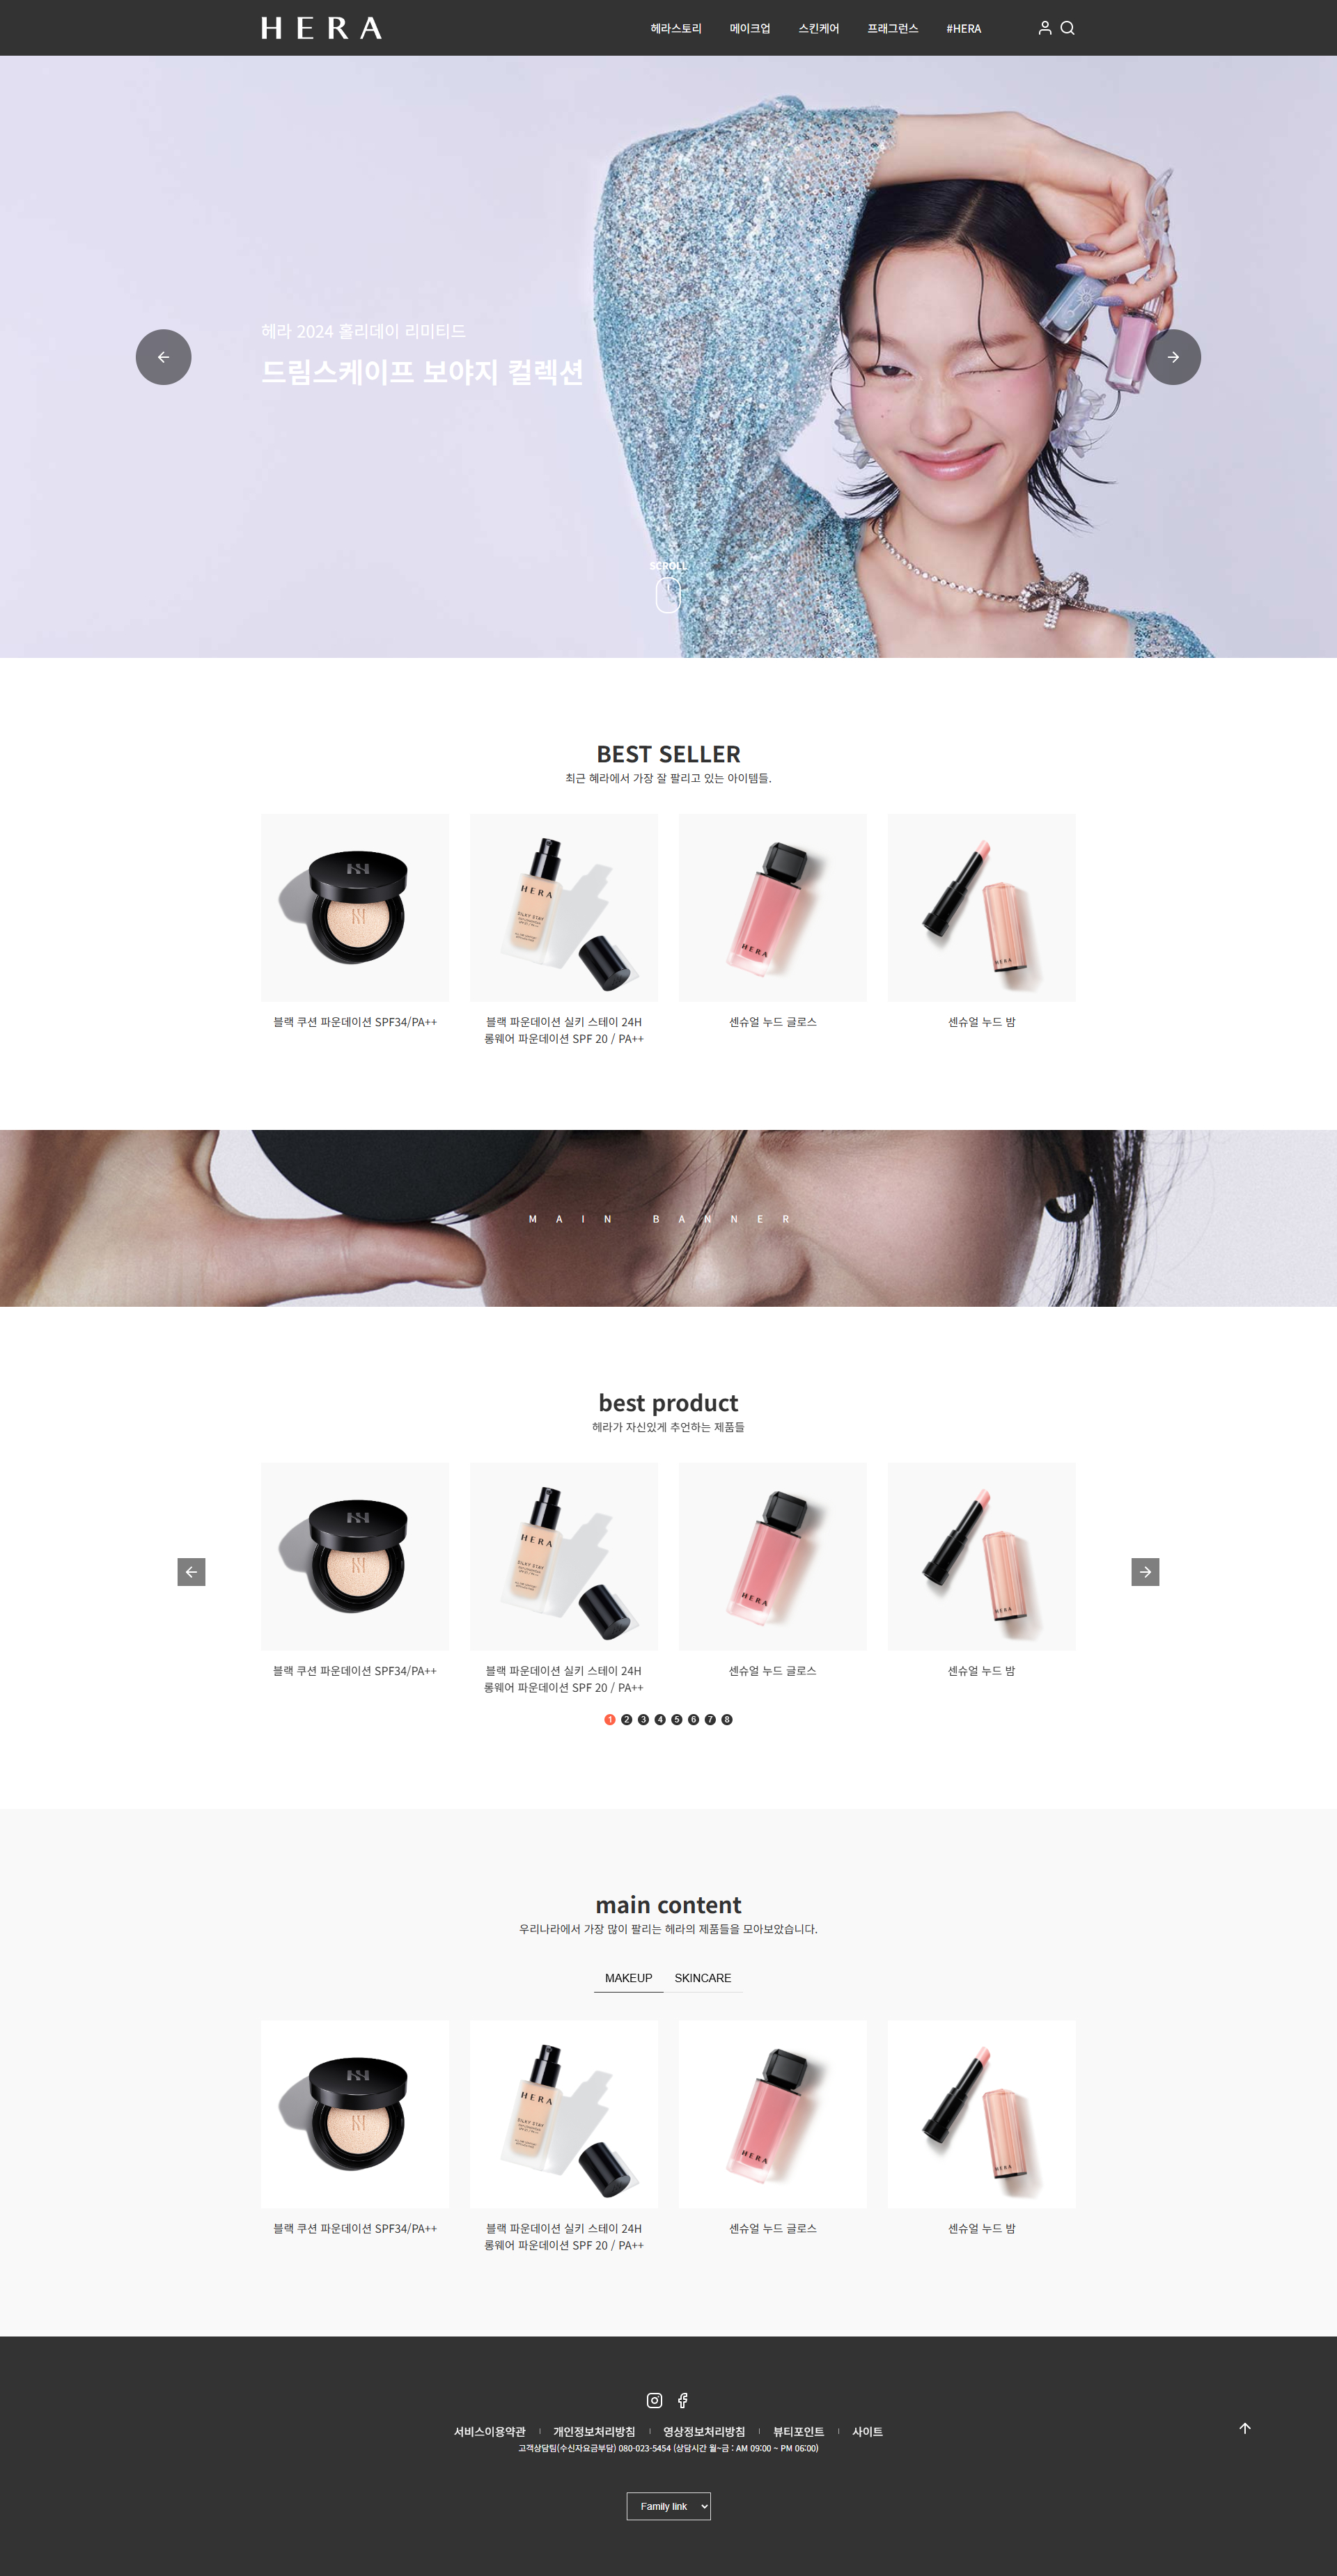 HERA
헤라스토리 메이크업 스킨케어 프래그런스 #HERA
헤라 2024 홀리데이 리미티드
드림스케이프 보야지 컬렉션
SCROLL
BEST SELLER
최근 헤라에서 가장 잘 팔리고 있는 아이템들.
HERA
SILKY STAY
HERA
HERA
블랙 쿠션 파운데이션 SPF34/PA++
블랙 파운데이션 실키 스테이 24H
롱웨어 파운데이션 SPF 20 / PA++
센슈얼 누드 글로스
센슈얼 누드 밤
MAIN BANNER
best product
헤라가 자신있게 추언하는 제품들
HERA
SILKY STAY
HERA
HERA
블랙 쿠션 파운데이션 SPF34/PA++
블랙 파운데이션 실키 스테이 24H
롱웨어 파운데이션 SPF 20 / PA++
센슈얼 누드 글로스
센슈얼 누드 밤
1 2 3 4 5 6 7 8
main content
우리나라에서 가장 많이 팔리는 헤라의 제품들을 모아보았습니다.
MAKEUP SKINCARE
HERA
SILKY STAY
HERA
HERA
블랙 쿠션 파운데이션 SPF34/PA++
블랙 파운데이션 실키 스테이 24H
롱웨어 파운데이션 SPF 20 / PA++
센슈얼 누드 글로스
센슈얼 누드 밤
서비스이용약관 | 개인정보처리방침 | 영상정보처리방침 | 뷰티포인트 | 사이트
고객상담팀(수신자요금부담) 080-023-5454 (상담시간 월~금 : AM 09:00 ~ PM 06:00)
Family link